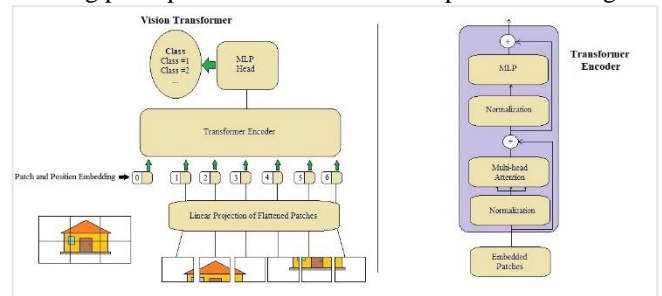 Vision Transformer
Class
Class #1
Class #2
...
MLP
Head
Transformer Encoder
Patch and Position Embedding
0 1 2 3 4 5 6
Linear Projection of Flattened Patches
Transformer
Encoder
+
MLP
Normalization
+
Multi-head
Attention
Normalization
Embedded
Patches